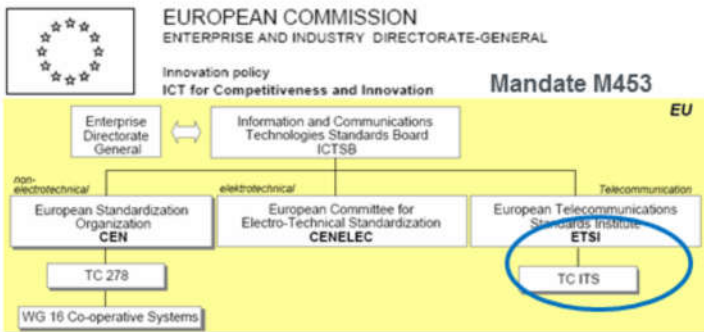 EUROPEAN COMMISSION
ENTERPRISE AND INDUSTRY DIRECTORATE-GENERAL
Innovation policy
ICT for Competitiveness and Innovation
Mandate M453
EU
Enterprise
Directorate
General
Information and Communications
Technologies Standards Board
ICTSB
non-
electrotechnical
elektrotechnical
Telecommunication
European Standardization
Organization
CEN
European Committee for
Electro-Technical Standardization
CENELEC
European Telecommunications
Standards Institute
ETSI
TC 278
TC ITS
WG 16 Co-operative Systems